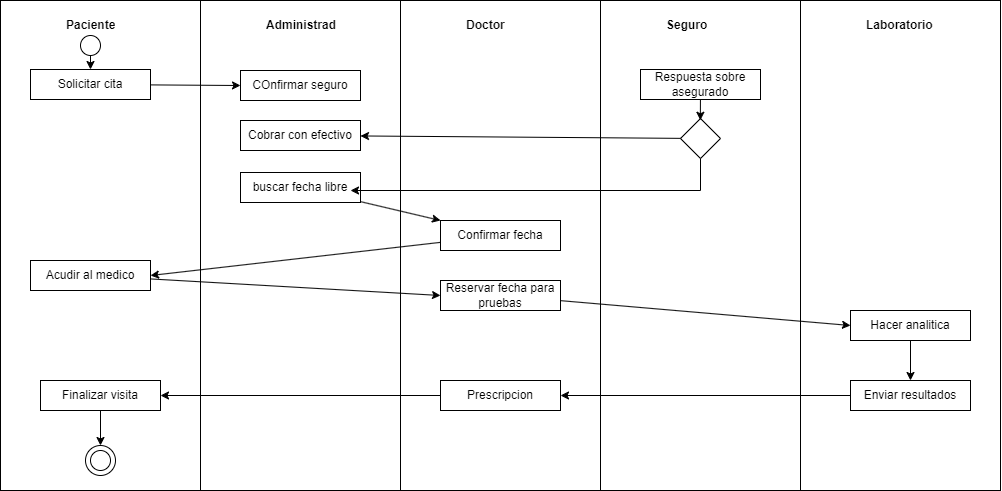 Paciente
Administrad
Doctor
Seguro
Laboratorio
Solicitar cita
COnfirmar seguro
Respuesta sobre
asegurado
Cobrar con efectivo
buscar fecha libre
Confirmar fecha
Acudir al medico
Reservar fecha para
pruebas
Hacer analitica
Finalizar visita
Prescripcion
Enviar resultados